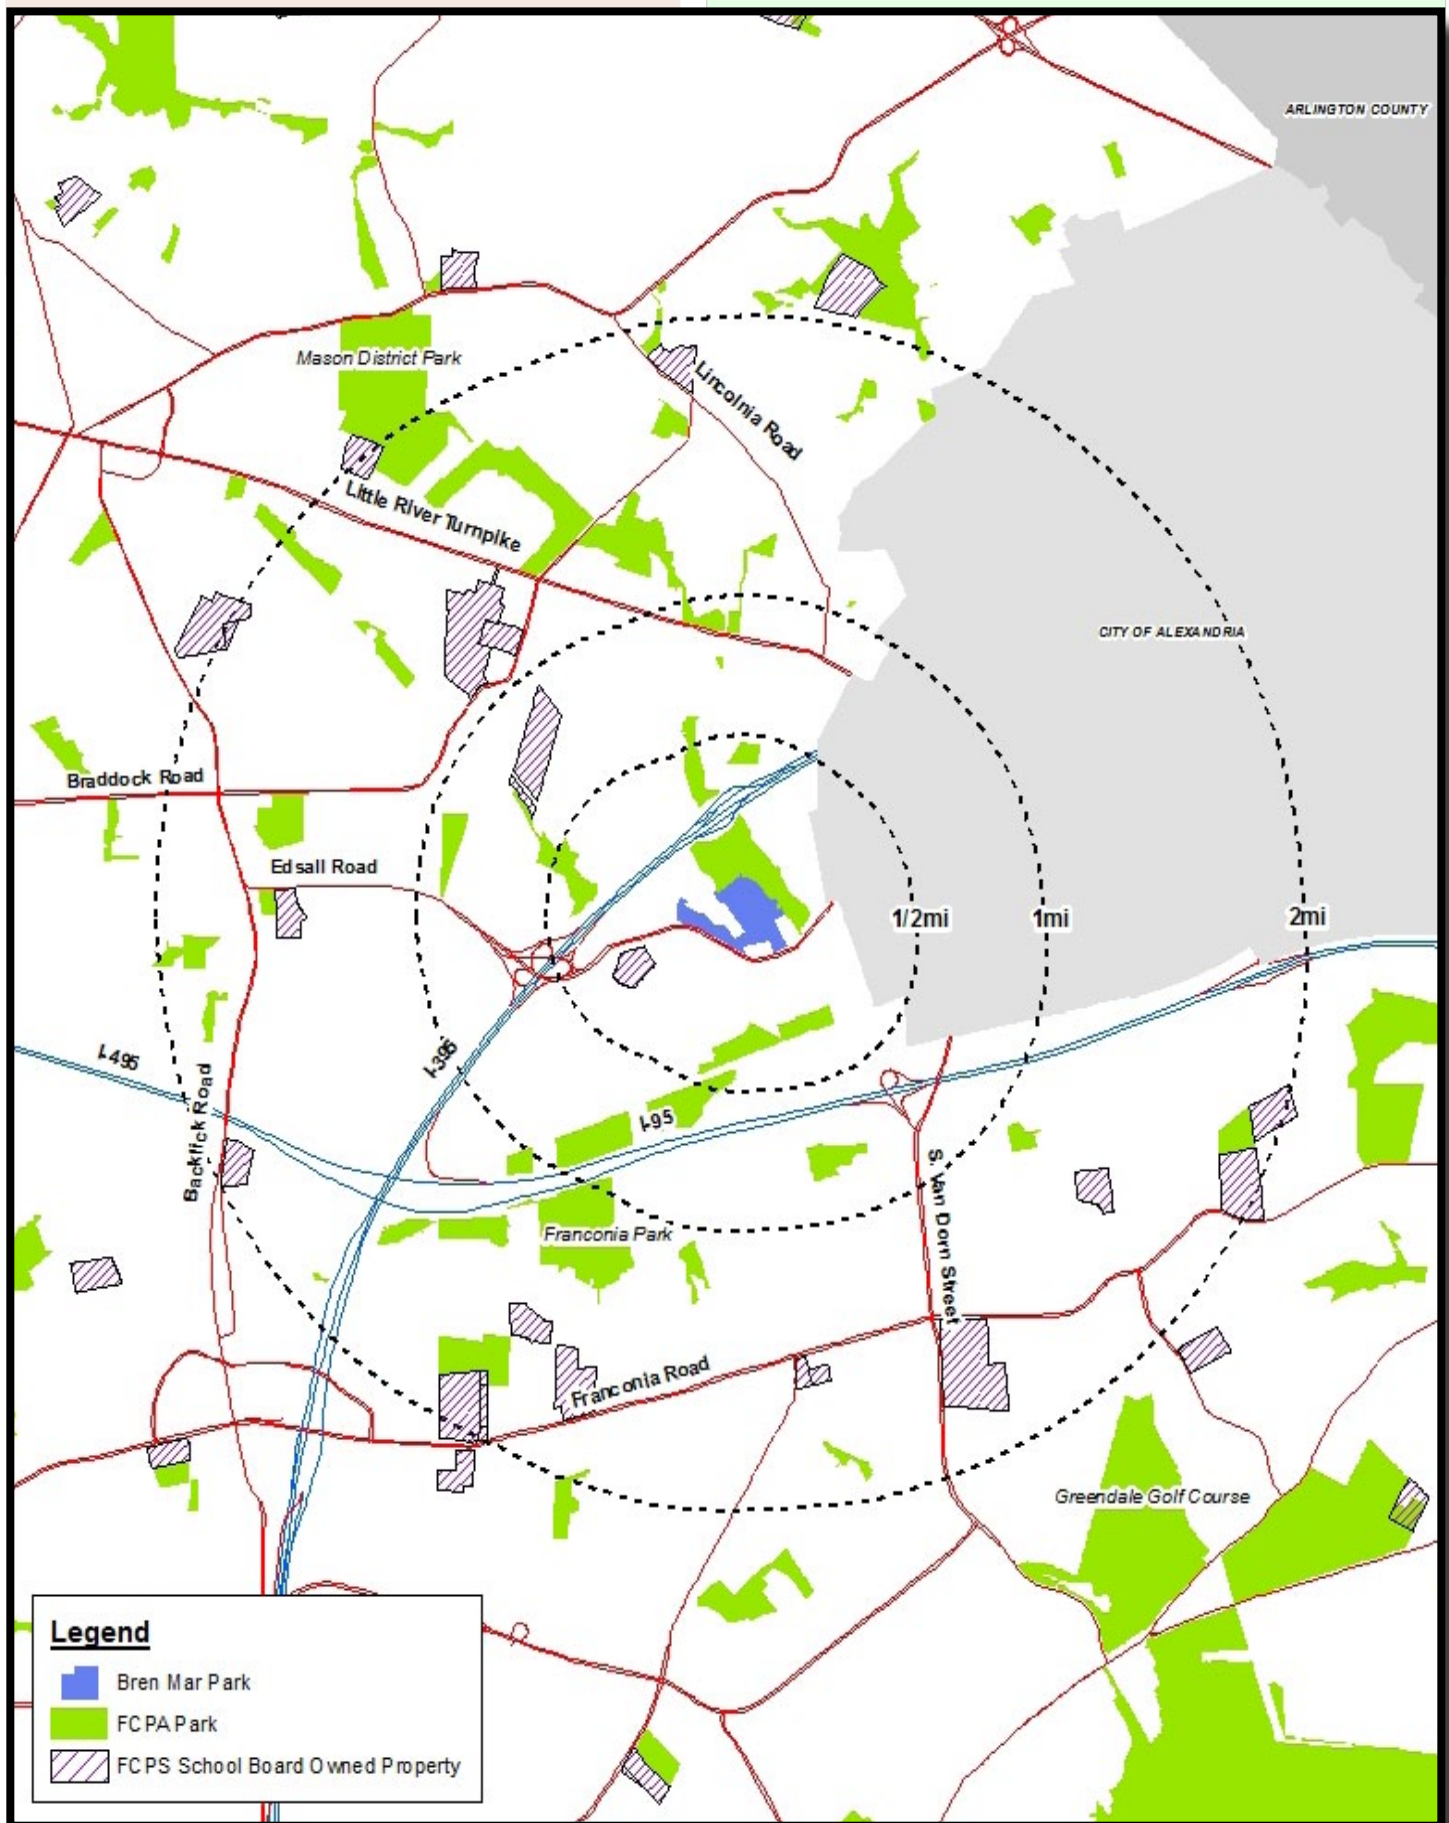 ARLINGTON COUNTY
Mason District Park
Lincolnia Road
Little River Turnpike
CITY OF ALEXANDRIA
Braddock Road
Edsall Road
1/2mi
1mi
2mi
I-495
I-395
Backlick Road
I-95
S. Van Dorn Street
Franconia Park
Franconia Road
Greendale Golf Course
Legend
Bren Mar Park
FCPA Park
FCPS School Board Owned Property